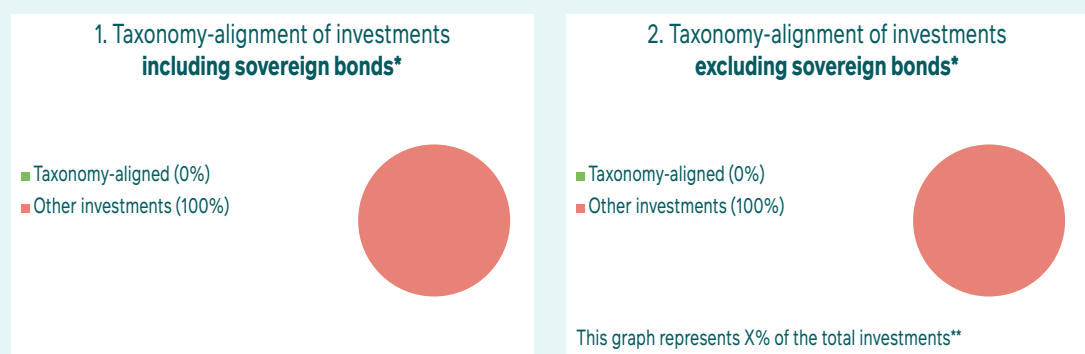 1. Taxonomy-alignment of investments
including sovereign bonds*
Taxonomy-aligned (0%)
Other investments (100%)
2. Taxonomy-alignment of investments
excluding sovereign bonds*
Taxonomy-aligned (0%)
Other investments (100%)
This graph represents X% of the total investments**